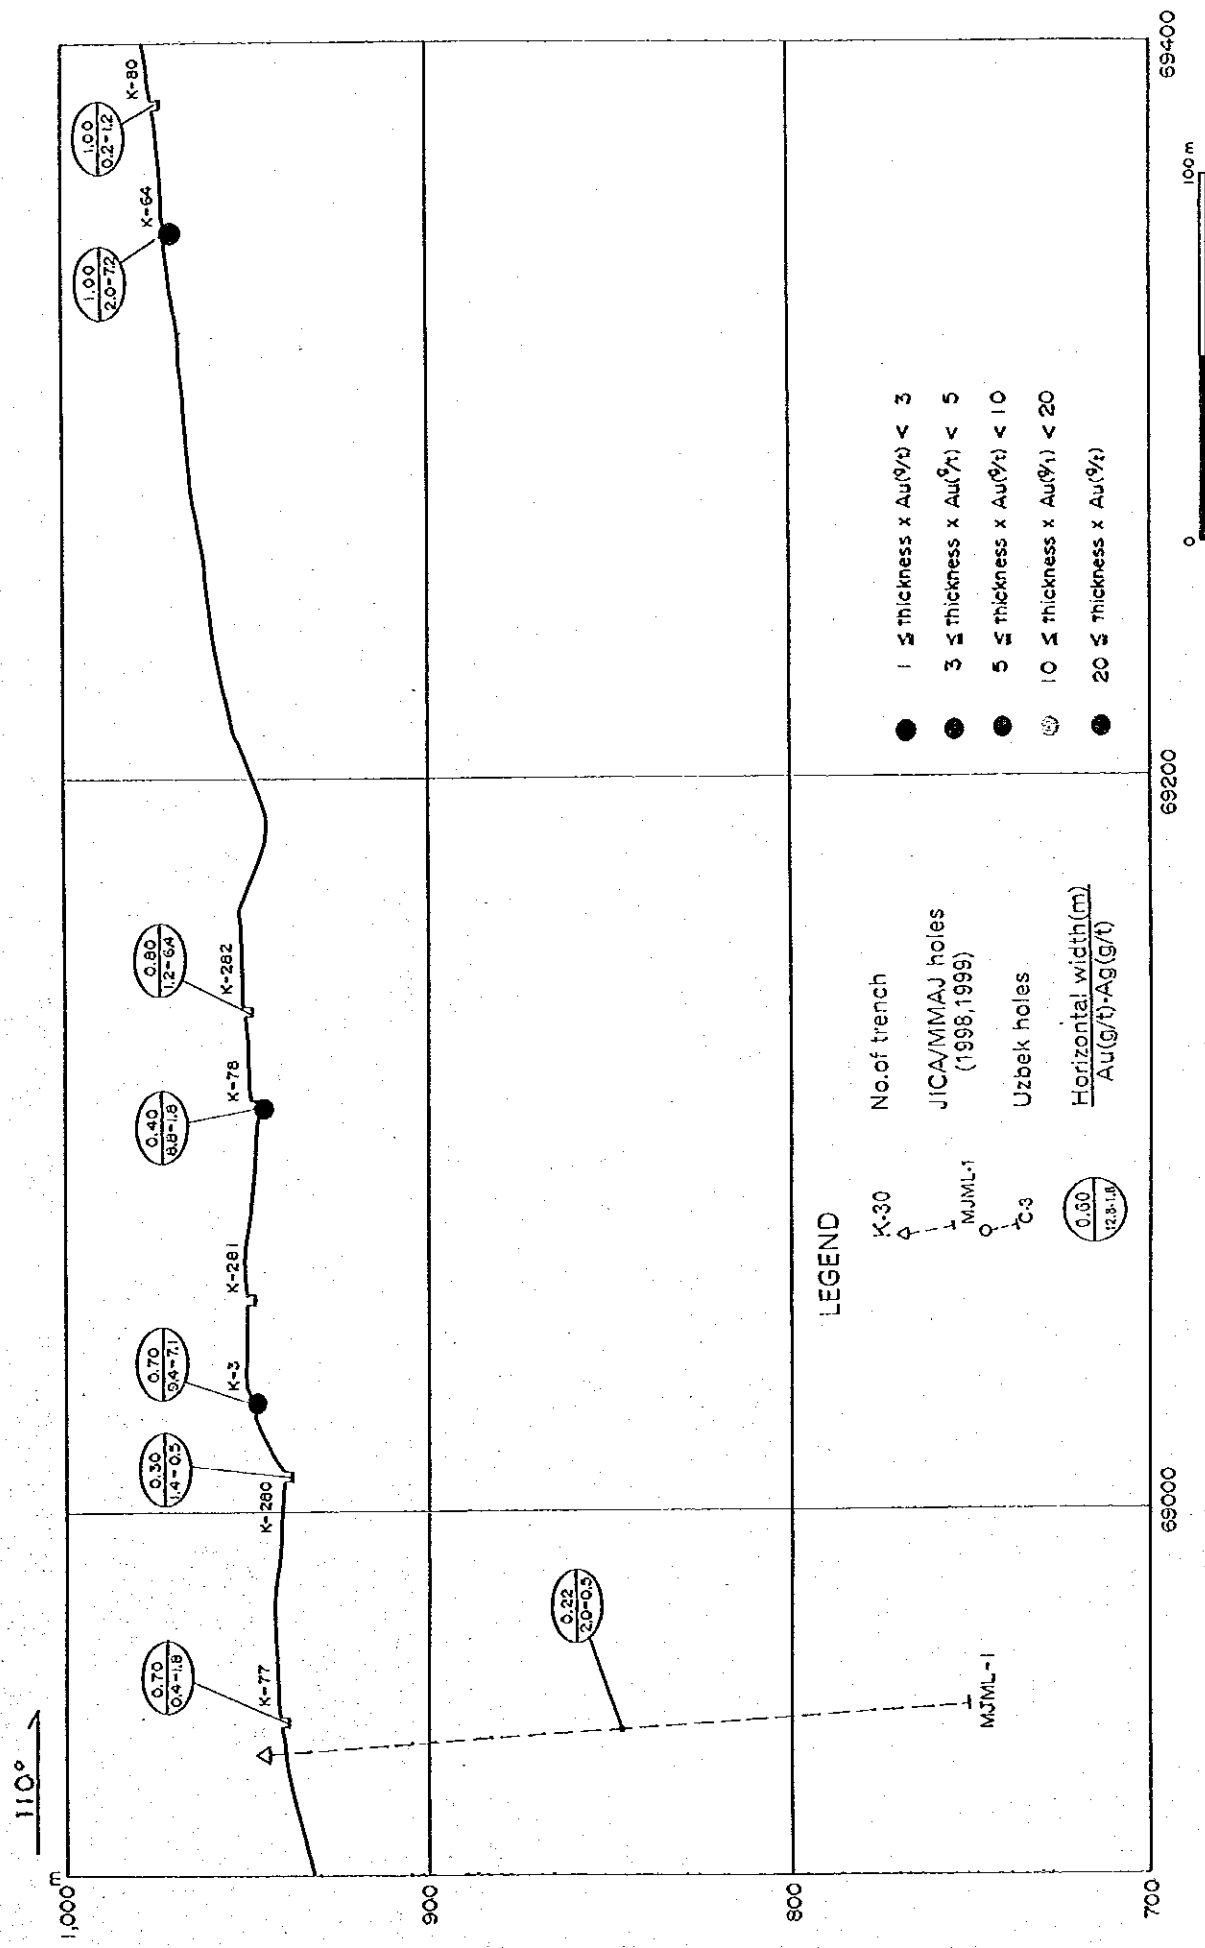 110°
1,000
m
900
800
700
69000
69200
69400
0.70
0.4-1.8
K-77
K-280
0.30
1.4-0.5
0.70
9.4-7.1
K-3
K-281
0.40
8.8-1.8
K-78
0.80
1.2-6.4
K-282
1.00
2.0-7.2
K-64
1.00
0.2-1.2
K-80
0.22
2.0-0.5
MJML-1
LEGEND
K-30 No.of trench
MJML-1 JICA/MMAJ holes
(1998,1999)
C-3 Uzbek holes
0.60 Horizontal width(m)
12.8-1.8 Au(g/t)-Ag(g/t)
1 ≦ Thickness x Au(g/t) < 3
3 ≦ Thickness x Au(g/t) < 5
5 ≦ Thickness x Au(g/t) < 10
10 ≦ Thickness x Au(g/t) < 20
20 ≦ Thickness x Au(g/t)
0 100 m